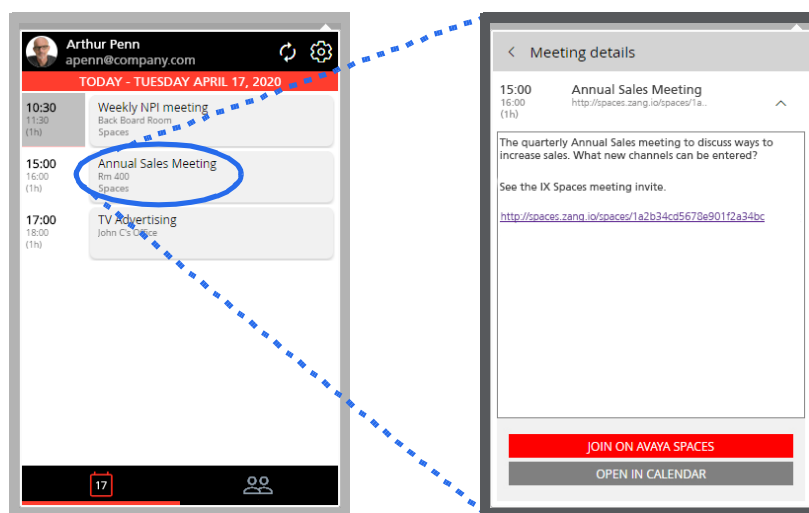 Arthur Penn
apenn@company.com
TODAY - TUESDAY APRIL 17, 2020
10:30
11:30
(1h)
Weekly NPI meeting
Back Board Room
Spaces
15:00
16:00
(1h)
Annual Sales Meeting
Rm 400
Spaces
17:00
18:00
(1h)
TV Advertising
John C's Office
17
Meeting details
15:00
16:00
(1h)
Annual Sales Meeting
http://spaces.zang.io/spaces/1a..
The quarterly Annual Sales meeting to discuss ways to
increase sales. What new channels can be entered?
See the IX Spaces meeting invite.
http://spaces.zang.io/spaces/1a2b34cd5678e901f2a34bc
JOIN ON AVAYA SPACES
OPEN IN CALENDAR